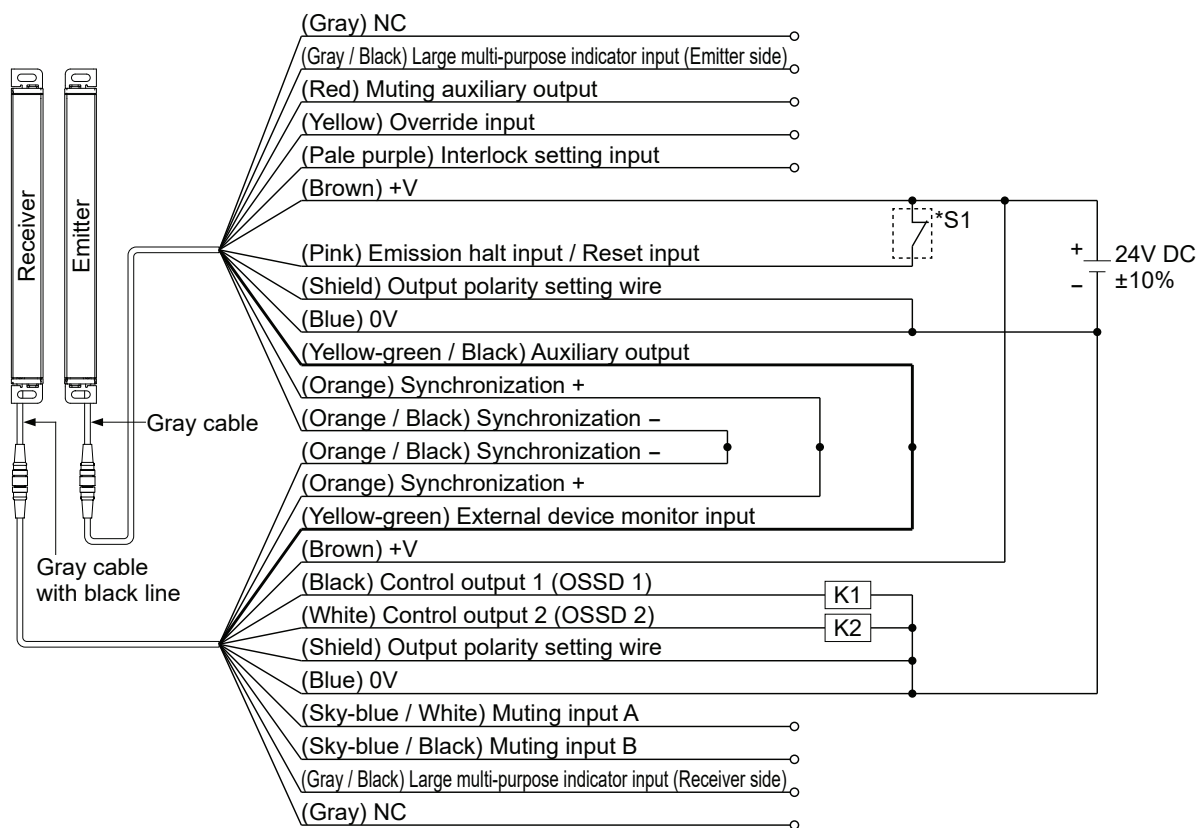 (Gray) NC
(Gray / Black) Large multi-purpose indicator input (Emitter side)
(Red) Muting auxiliary output
(Yellow) Override input
(Pale purple) Interlock setting input
(Brown) +V
*S1
Receiver
Emitter
(Pink) Emission halt input / Reset input
+
24V DC
(Shield) Output polarity setting wire
−
±10%
(Blue) 0V
(Yellow-green / Black) Auxiliary output
(Orange) Synchronization +
Gray cable
(Orange / Black) Synchronization −
(Orange / Black) Synchronization −
(Orange) Synchronization +
(Yellow-green) External device monitor input
(Brown) +V
Gray cable
with black line
(Black) Control output 1 (OSSD 1)
K1
(White) Control output 2 (OSSD 2)
K2
(Shield) Output polarity setting wire
(Blue) 0V
(Sky-blue / White) Muting input A
(Sky-blue / Black) Muting input B
(Gray / Black) Large multi-purpose indicator input (Receiver side)
(Gray) NC